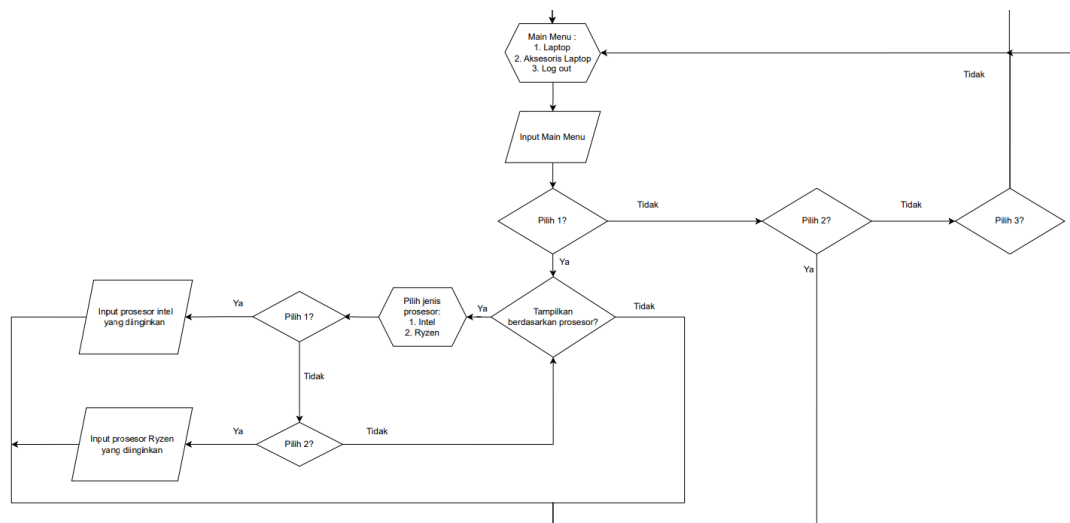 Main Menu :
1. Laptop
2. Aksesoris Laptop
3. Log out
Tidak
Input Main Menu
Pilih 1?
Tidak
Pilih 2?
Tidak
Pilih 3?
Ya
Ya
Tampilkan
berdasarkan prosesor?
Tidak
Ya
Pilih jenis
prosesor:
1. Intel
2. Ryzen
Pilih 1?
Ya
Input prosesor intel
yang diinginkan
Tidak
Pilih 2?
Tidak
Ya
Input prosesor Ryzen
yang diinginkan